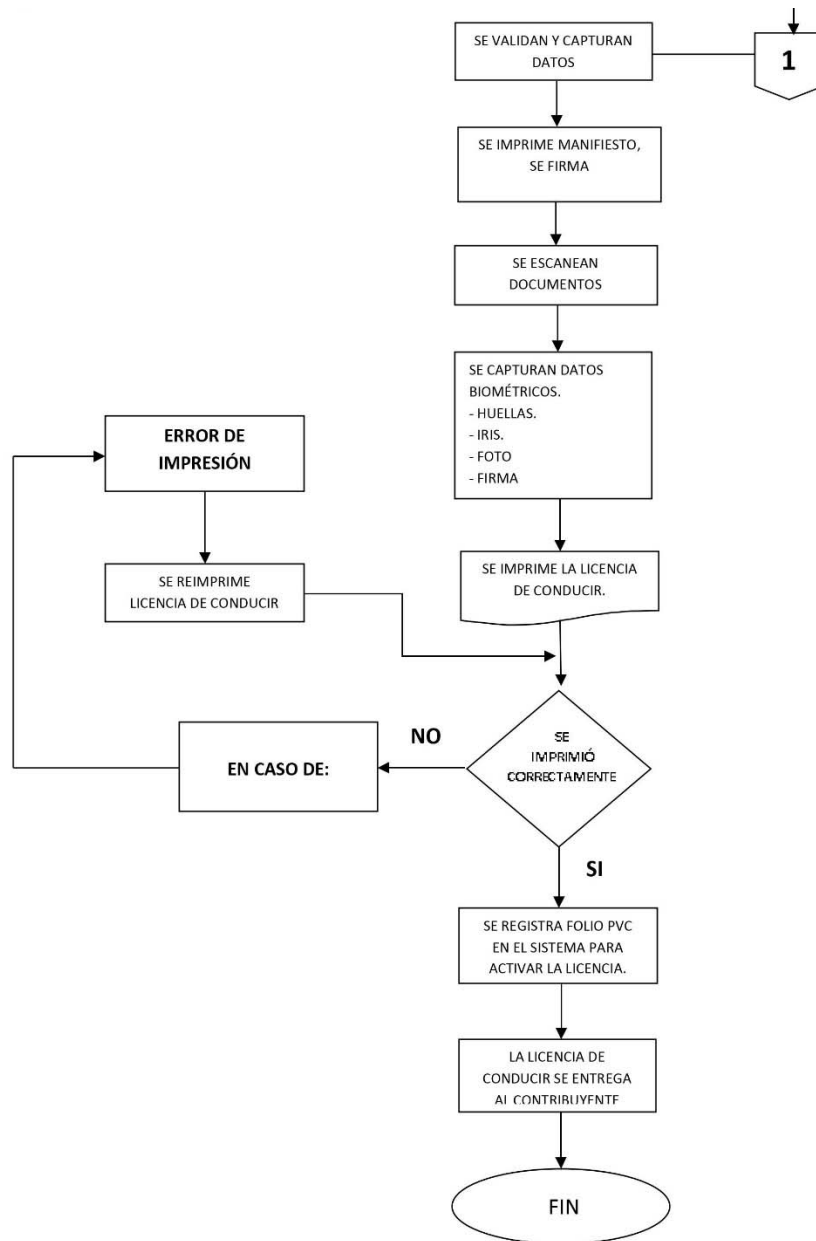 SE VALIDAN Y CAPTURAN
DATOS
1
SE IMPRIME MANIFIESTO,
SE FIRMA
SE ESCANEAN
DOCUMENTOS
SE CAPTURAN DATOS
BIOMÉTRICOS.
- HUELLAS.
- IRIS.
- FOTO
- FIRMA
ERROR DE
IMPRESIÓN
SE REIMPRIME
LICENCIA DE CONDUCIR
SE IMPRIME LA LICENCIA
DE CONDUCIR.
SE
IMPRIMIÓ
CORRECTAMENTE
NO
EN CASO DE:
SI
SE REGISTRA FOLIO PVC
EN EL SISTEMA PARA
ACTIVAR LA LICENCIA.
LA LICENCIA DE
CONDUCIR SE ENTREGA
AL CONTRIBUYENTE
FIN